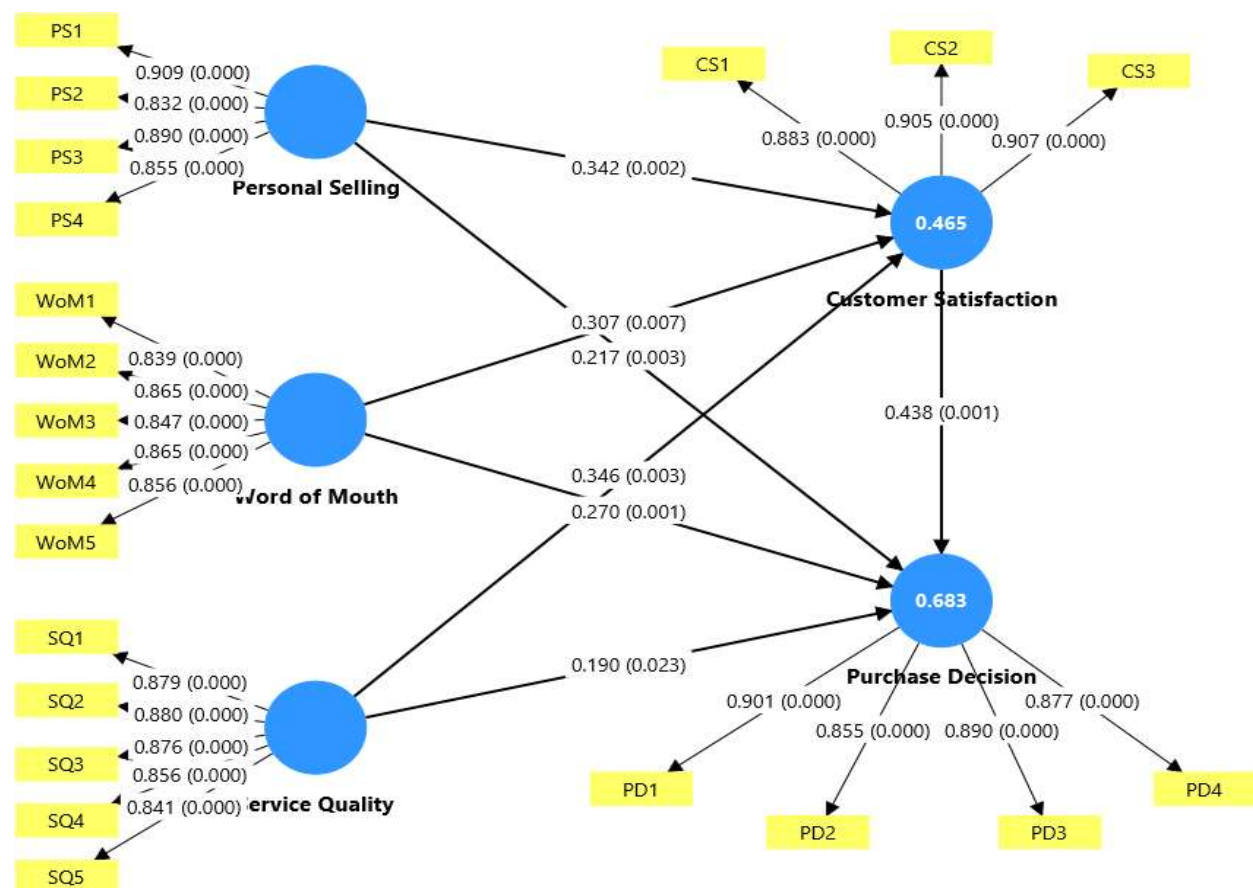 PS1
0.909 (0.000)
PS2
0.832 (0.000)
0.890 (0.000)
PS3
0.855 (0.000)
PS4
Personal Selling
0.342 (0.002)
CS1
CS2
CS3
0.883 (0.000)
0.905 (0.000)
0.907 (0.000)
0.465
Customer Satisfaction
WoM1
0.839 (0.000)
WoM2
0.865 (0.000)
WoM3
0.847 (0.000)
0.865 (0.000)
WoM4
0.856 (0.000)
WoM5
Word of Mouth
0.307 (0.007)
0.217 (0.003)
0.438 (0.001)
0.346 (0.003)
0.270 (0.001)
SQ1
0.879 (0.000)
SQ2
0.880 (0.000)
0.876 (0.000)
SQ3
0.856 (0.000)
0.841 (0.000)
SQ4
SQ5
Service Quality
0.190 (0.023)
0.683
Purchase Decision
0.901 (0.000)
0.855 (0.000)
0.890 (0.000)
0.877 (0.000)
PD1
PD2
PD3
PD4